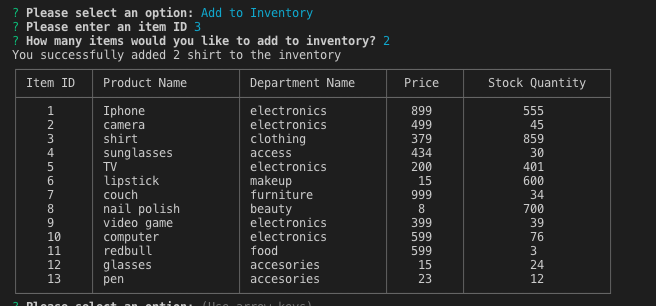 ? Please select an option: Add to Inventory
? Please enter an item ID 3
? How many items would you like to add to inventory? 2
You successfully added 2 shirt to the inventory
Item ID Product Name Department Name Price Stock Quantity
1 Iphone electronics 899 555
2 camera electronics 499 45
3 shirt clothing 379 859
4 sunglasses access 434 30
5 TV electronics 200 401
6 lipstick makeup 15 600
7 couch furniture 999 34
8 nail polish beauty 8 700
9 video game electronics 399 39
10 computer electronics 599 76
11 redbull food 599 3
12 glasses accesories 15 24
13 pen accesories 23 12
? Please select an option: (Use arrow keys)